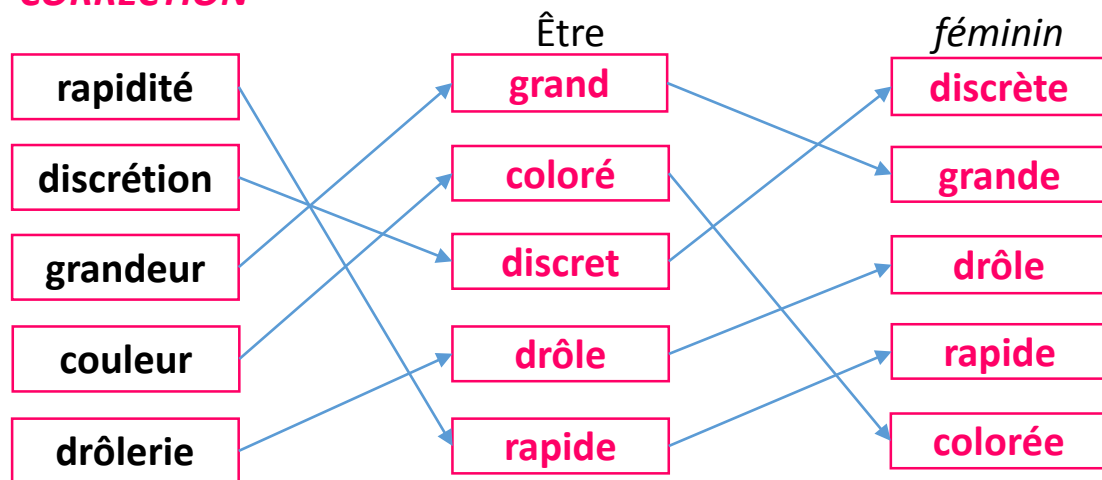 CORRECTION
Être
féminin
rapidité
grand
discrète
discrétion
coloré
grande
grandeur
discret
drôle
couleur
drôle
rapide
drôlerie
rapide
colorée